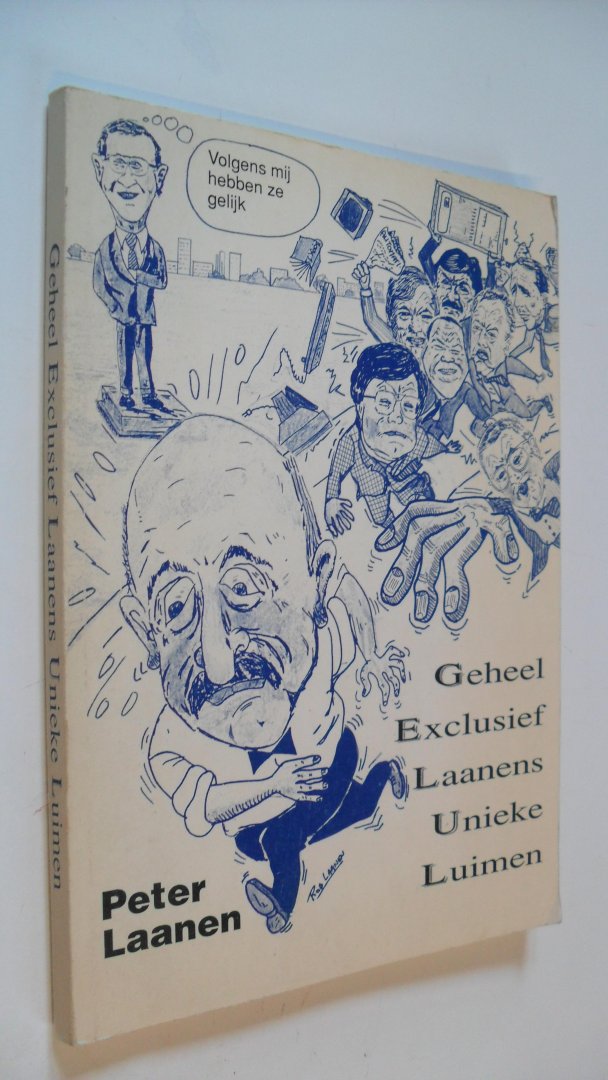 Volgens mij
hebben ze
gelijk
Geheel
Exclusief
Laanens
Unieke
Luimen
Peter
Laanen
Geheel Exclusief Laanens Unieke Luimen